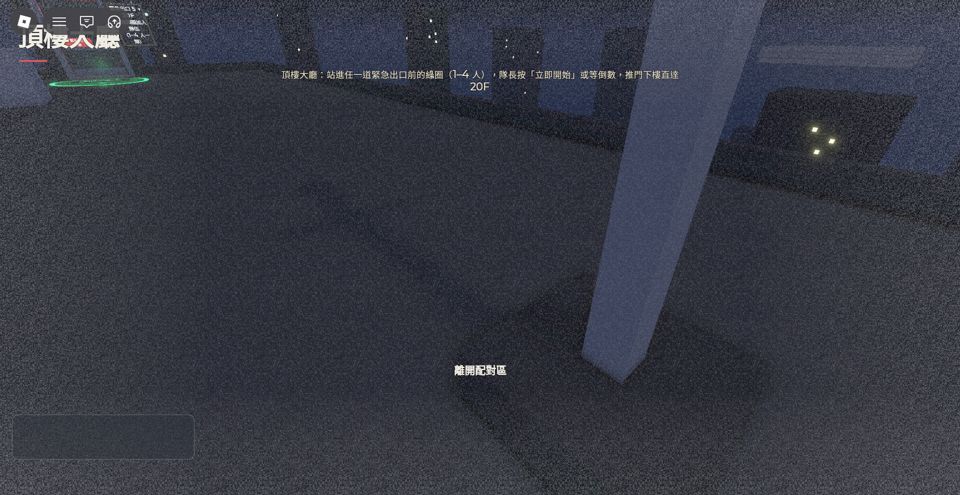 頂樓大廳
頂樓大廳：站進任一道緊急出口前的綠圈（1–4 人），隊長按「立即開始」或等倒數，推門下樓直達
20F
離開配對區